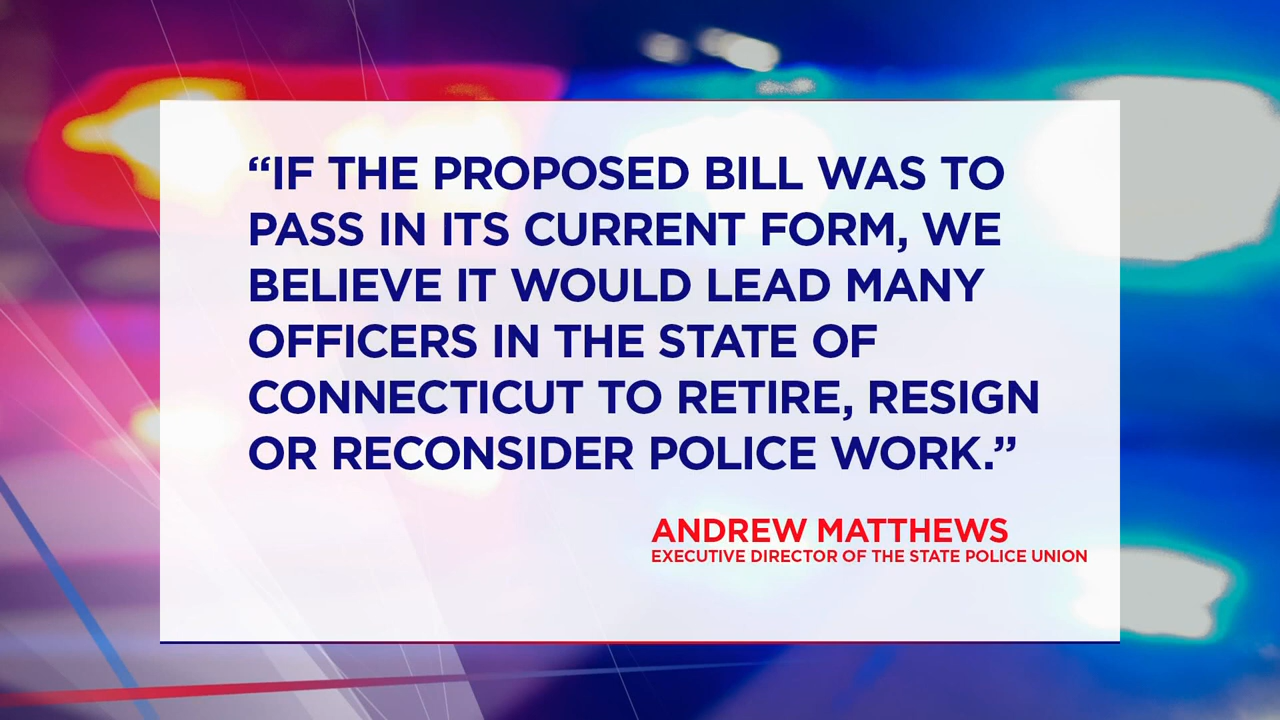 “IF THE PROPOSED BILL WAS TO
PASS IN ITS CURRENT FORM, WE
BELIEVE IT WOULD LEAD MANY
OFFICERS IN THE STATE OF
CONNECTICUT TO RETIRE, RESIGN
OR RECONSIDER POLICE WORK.”
ANDREW MATTHEWS
EXECUTIVE DIRECTOR OF THE STATE POLICE UNION